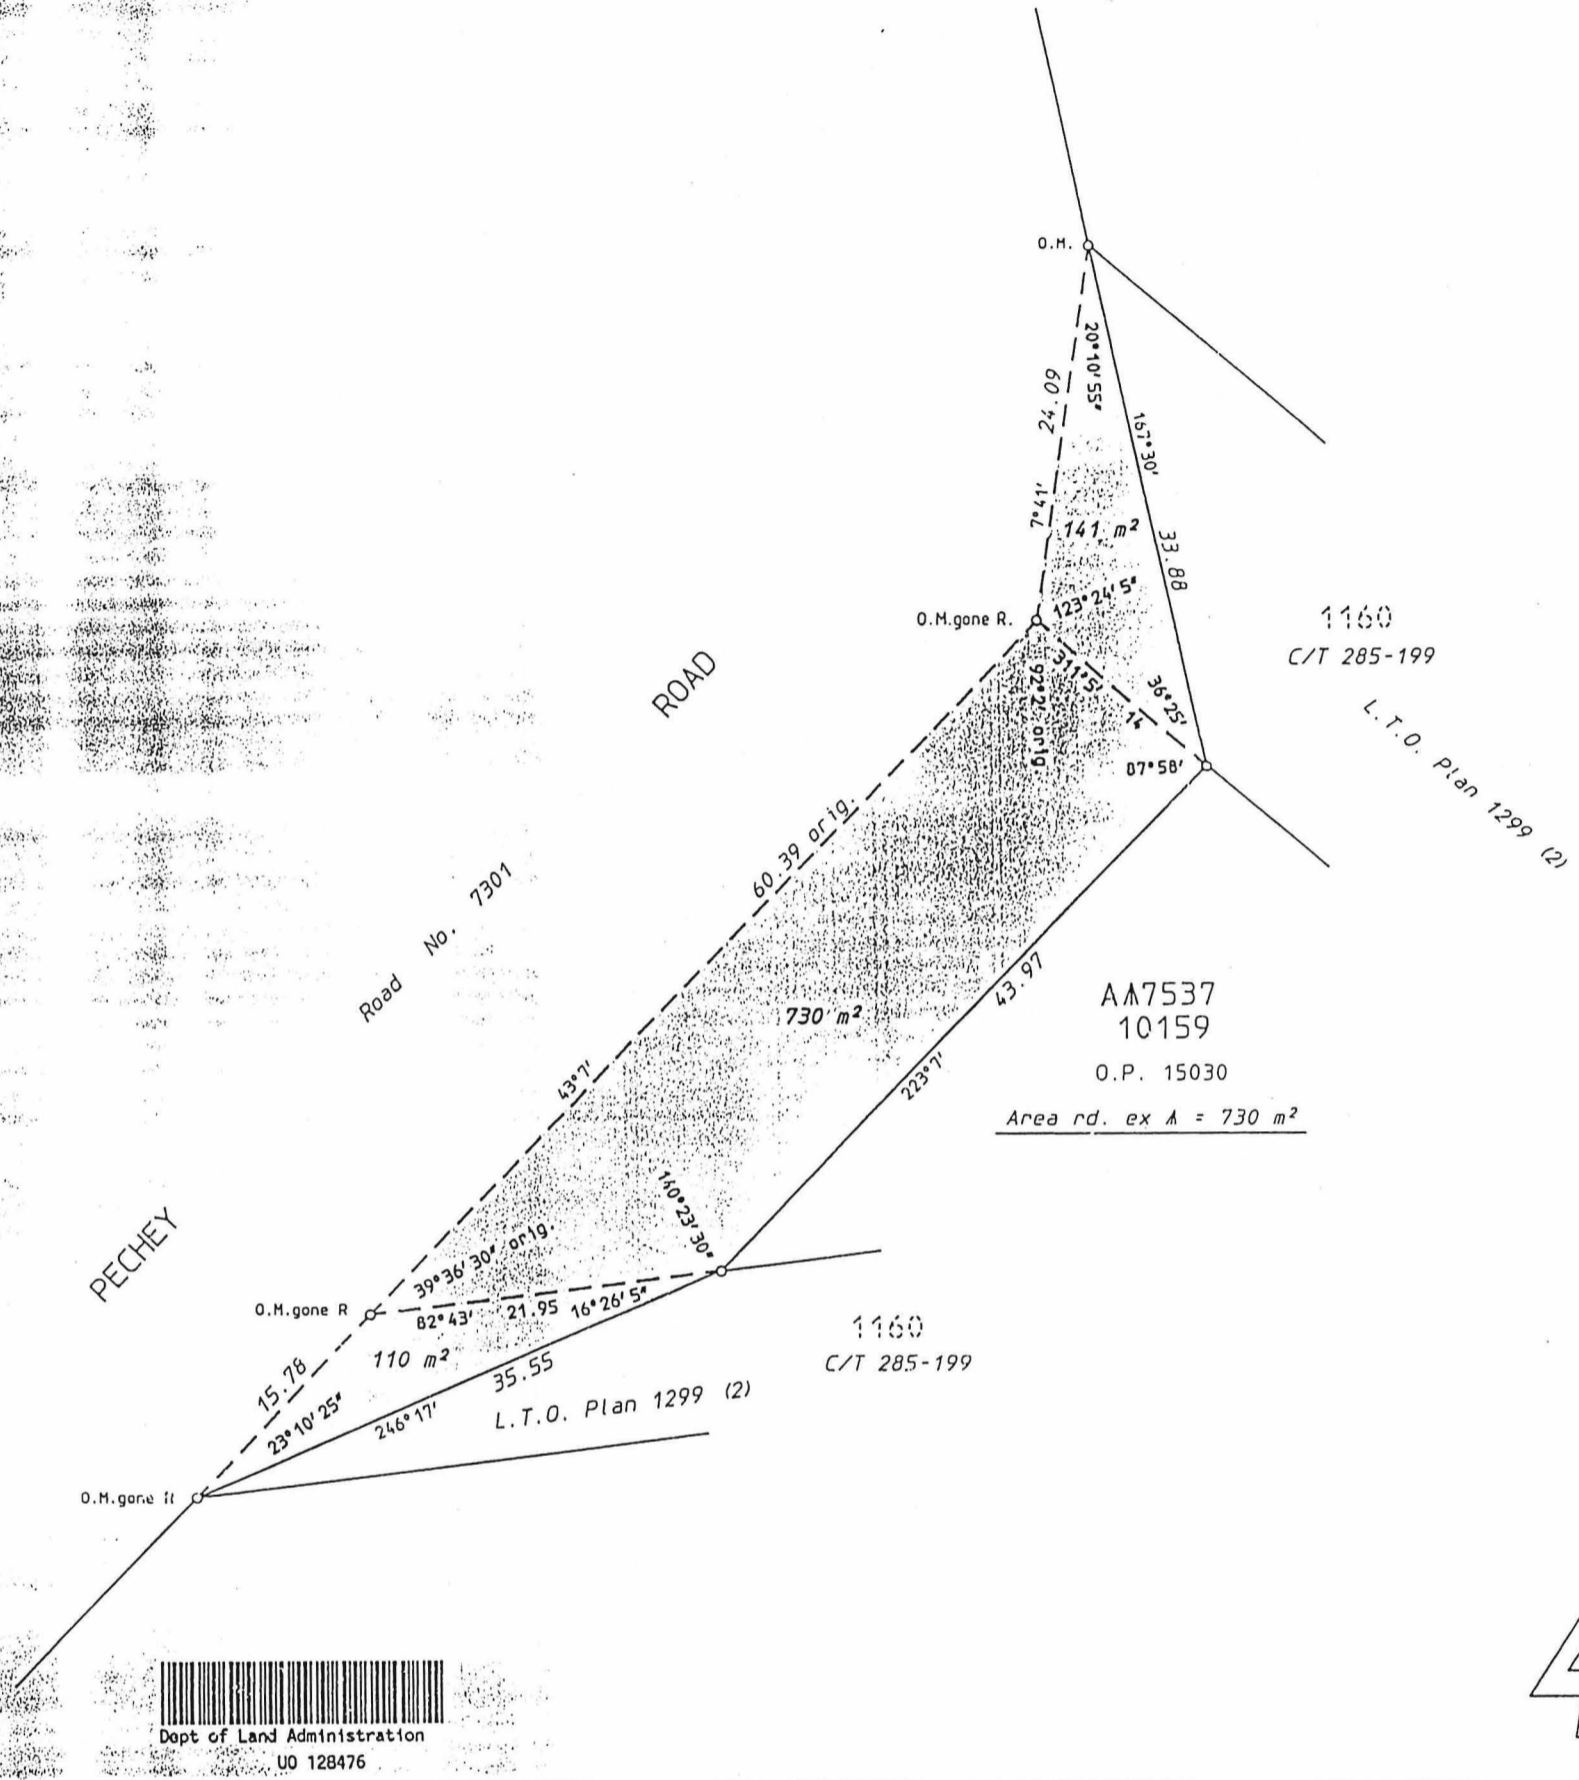 O.M.
20°10'55"
24.09
167°30'
7°41'
141 m²
33.88
123°24'5"
O.M.gone R.
1160
C/T 285-199
311°5'
92°2' orig
36°25'
14
ROAD
L.T.O. Plan 1299 (2)
87°58'
60.39 orig.
Road No. 7301
43.97
730 m²
10159
O.P. 15030
223°7'
43°7'
Area rd. ex = 730 m²
140°23'30"
PECHEY
39°36'30" orig.
O.M.gone R
82°43'
21.95
16°26'5"
1160
C/T 285-199
110 m²
15.78
35.55
23°10'25"
246°17'
L.T.O. Plan 1299 (2)
O.M.gone
Dept of Land Administration
UO 128476